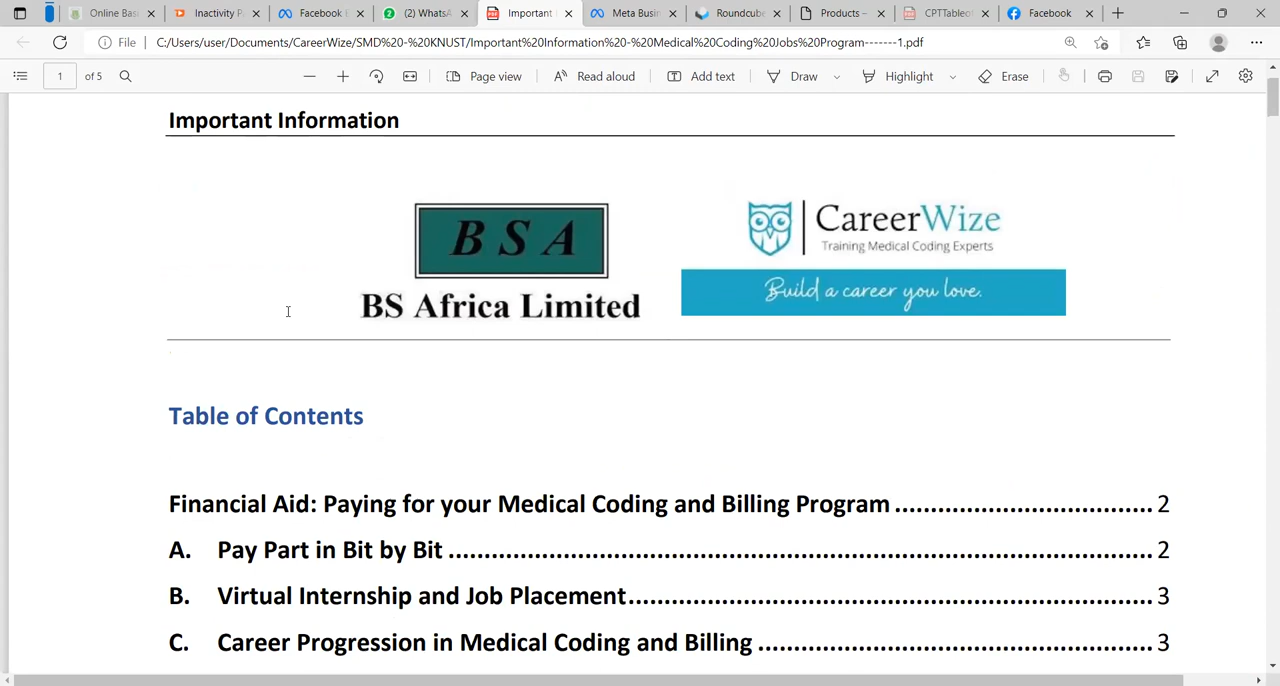 Online Bas
Inactivity P
Facebook E
(2) WhatsA
Important I
Meta Busin
Roundcube
Products –
CPTTableof
Facebook
File
C:/Users/user/Documents/CareerWize/SMD%20-%20KNUST/Important%20Information%20-%20Medical%20Coding%20Jobs%20Program-------1.pdf
1 of 5
Page view
Read aloud
Add text
Draw
Highlight
Erase
Important Information
BSA
BS Africa Limited
CareerWize
Training Medical Coding Experts
Build a career you love.
Table of Contents
Financial Aid: Paying for your Medical Coding and Billing Program 2
A. Pay Part in Bit by Bit 2
B. Virtual Internship and Job Placement 3
C. Career Progression in Medical Coding and Billing 3